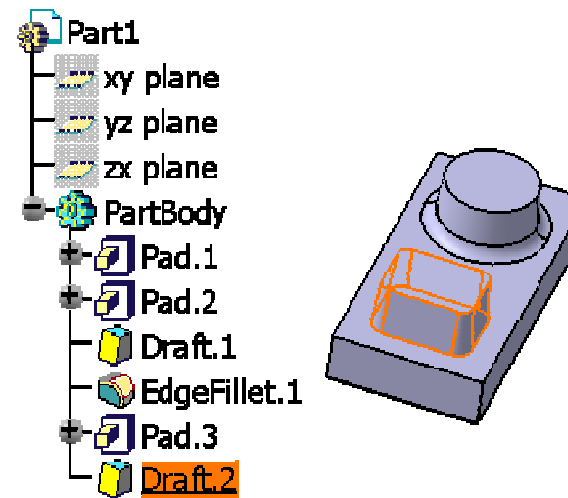 Part1
xy plane
yz plane
zx plane
PartBody
Pad.1
Pad.2
Draft.1
EdgeFillet.1
Pad.3
Draft.2